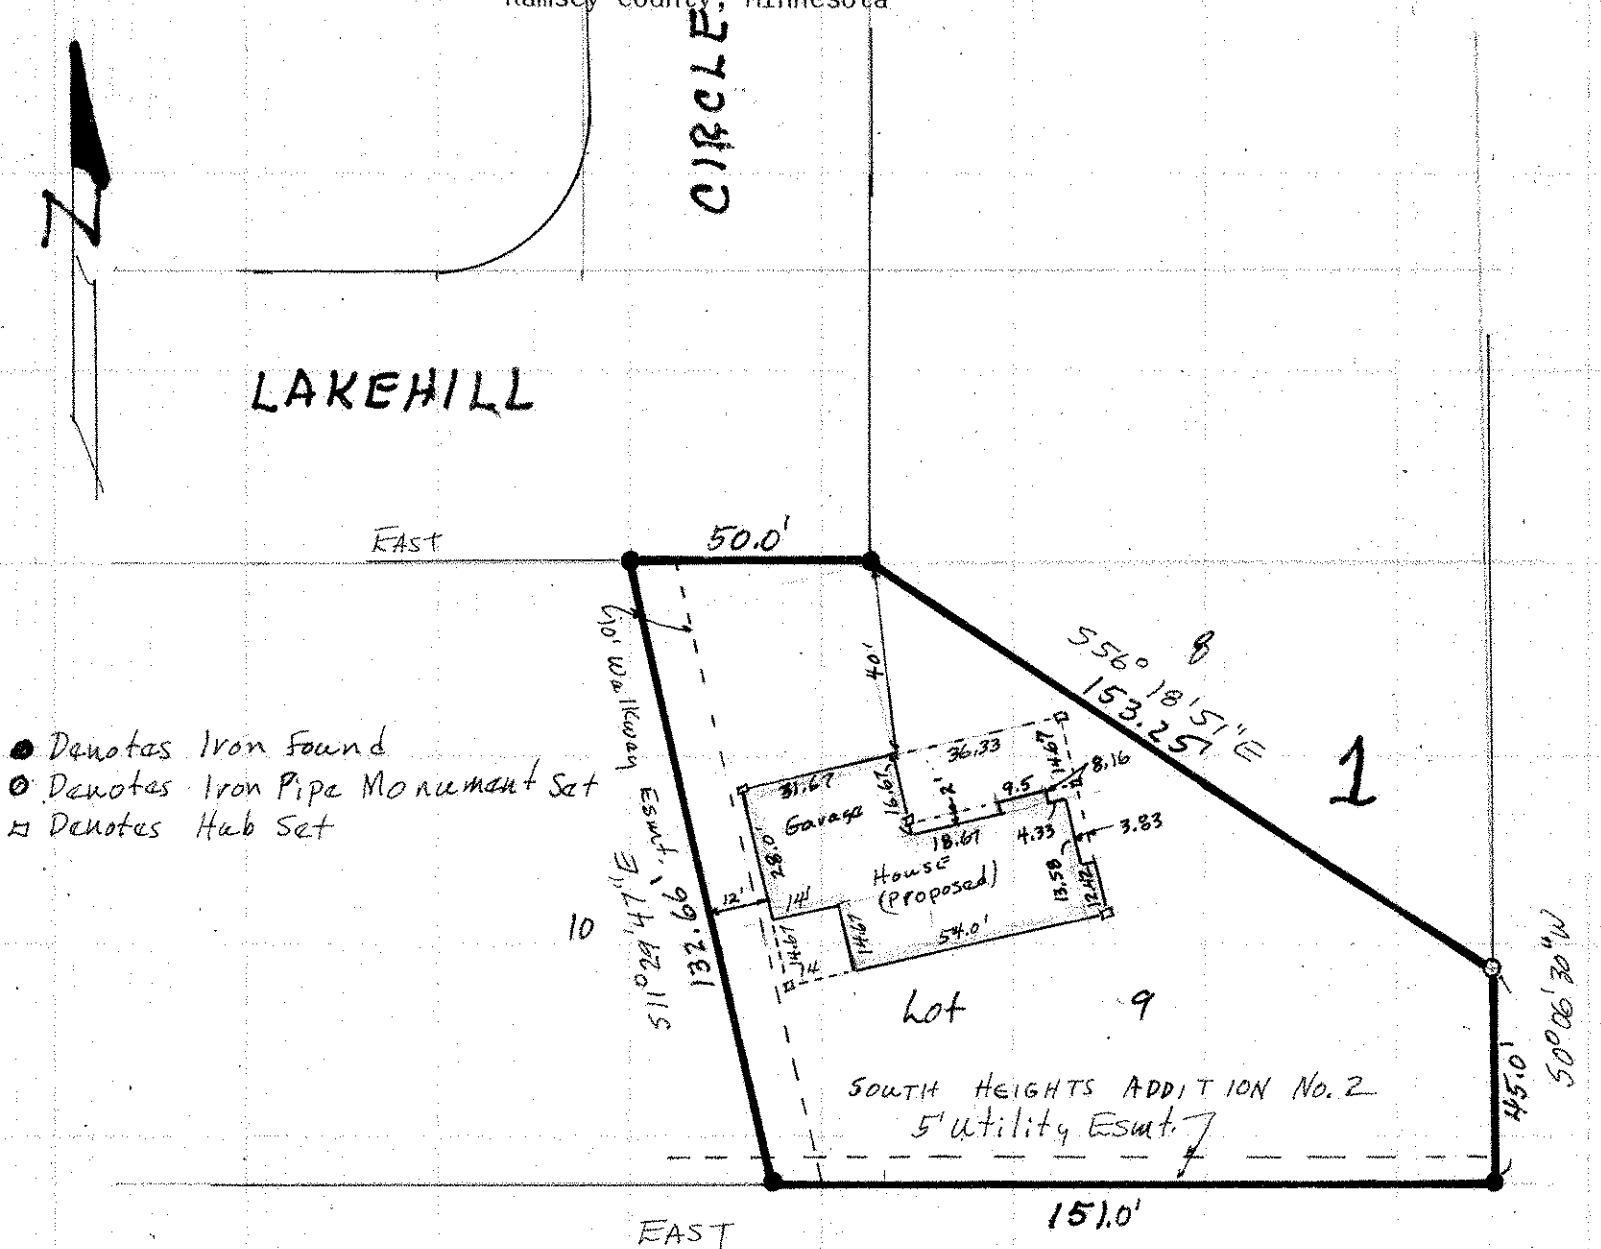 Ramsey County, Minnesota
CIRCLE
N
LAKEHILL
EAST
50.0'
10' Walkway Esmt.
40'
8
S56° 18' 51" E
153.25'
1
Denotes Iron Found
Denotes Iron Pipe Monument Set
Denotes Hub Set
31.67
36.33
14.67
8.16
16.67
2'
9.5
Garage
18.67
4.33
3.83
28.0'
House
(Proposed)
13.58
12.42
12'
14'
14.67
14.67
14
54.0'
10
132.69
Lot 9
S0°06'30"W
45.0'
SOUTH HEIGHTS ADDITION No. 2
5' Utility Esmt.
151.0'
EAST